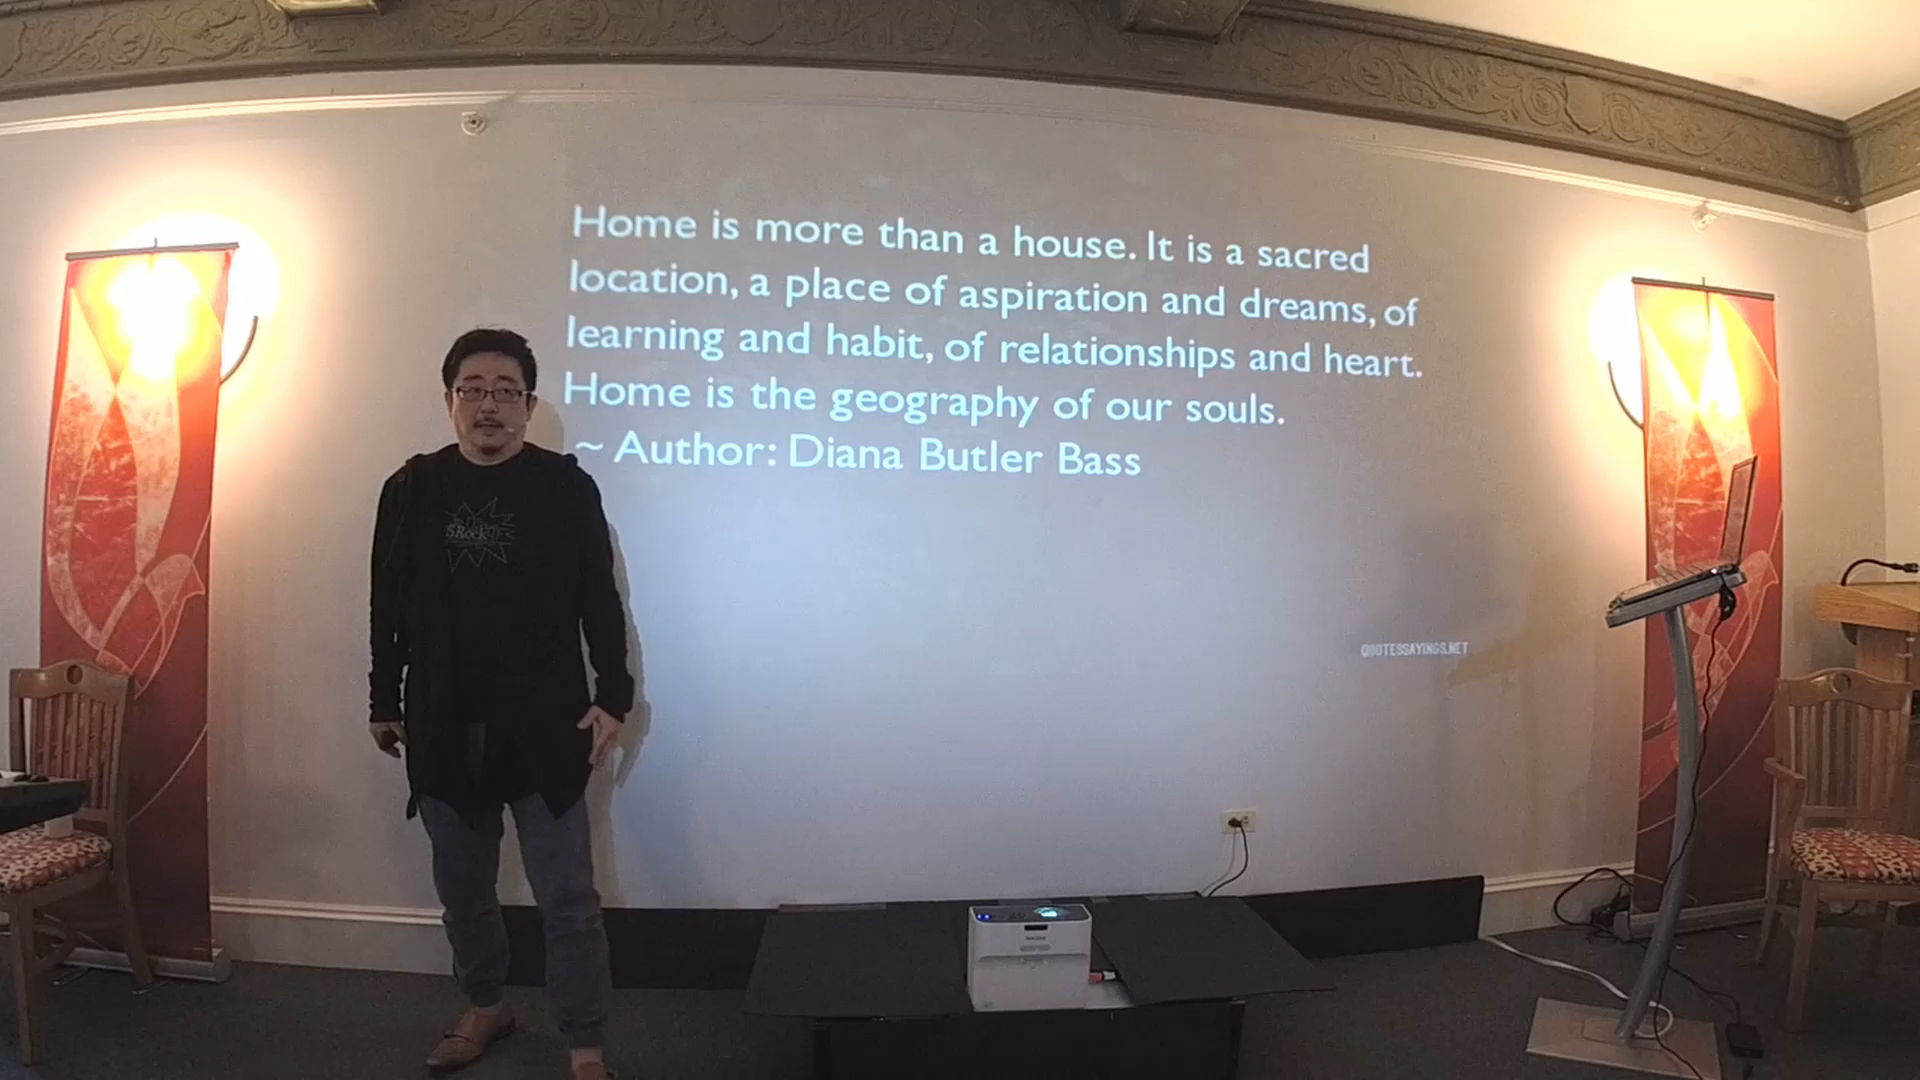 Home is more than a house. It is a sacred
location, a place of aspiration and dreams, of
learning and habit, of relationships and heart.
Home is the geography of our souls.
~ Author: Diana Butler Bass
5Rock
QUOTESSAYINGS.NET